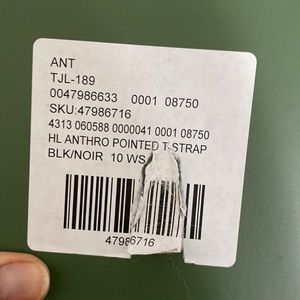 ANT
TJL-189
0047986633 0001 08750
SKU:47986716
4313 060588 0000041 0001 08750
HL ANTHRO POINTED T-STRAP
BLK/NOIR 10 WS
47986716